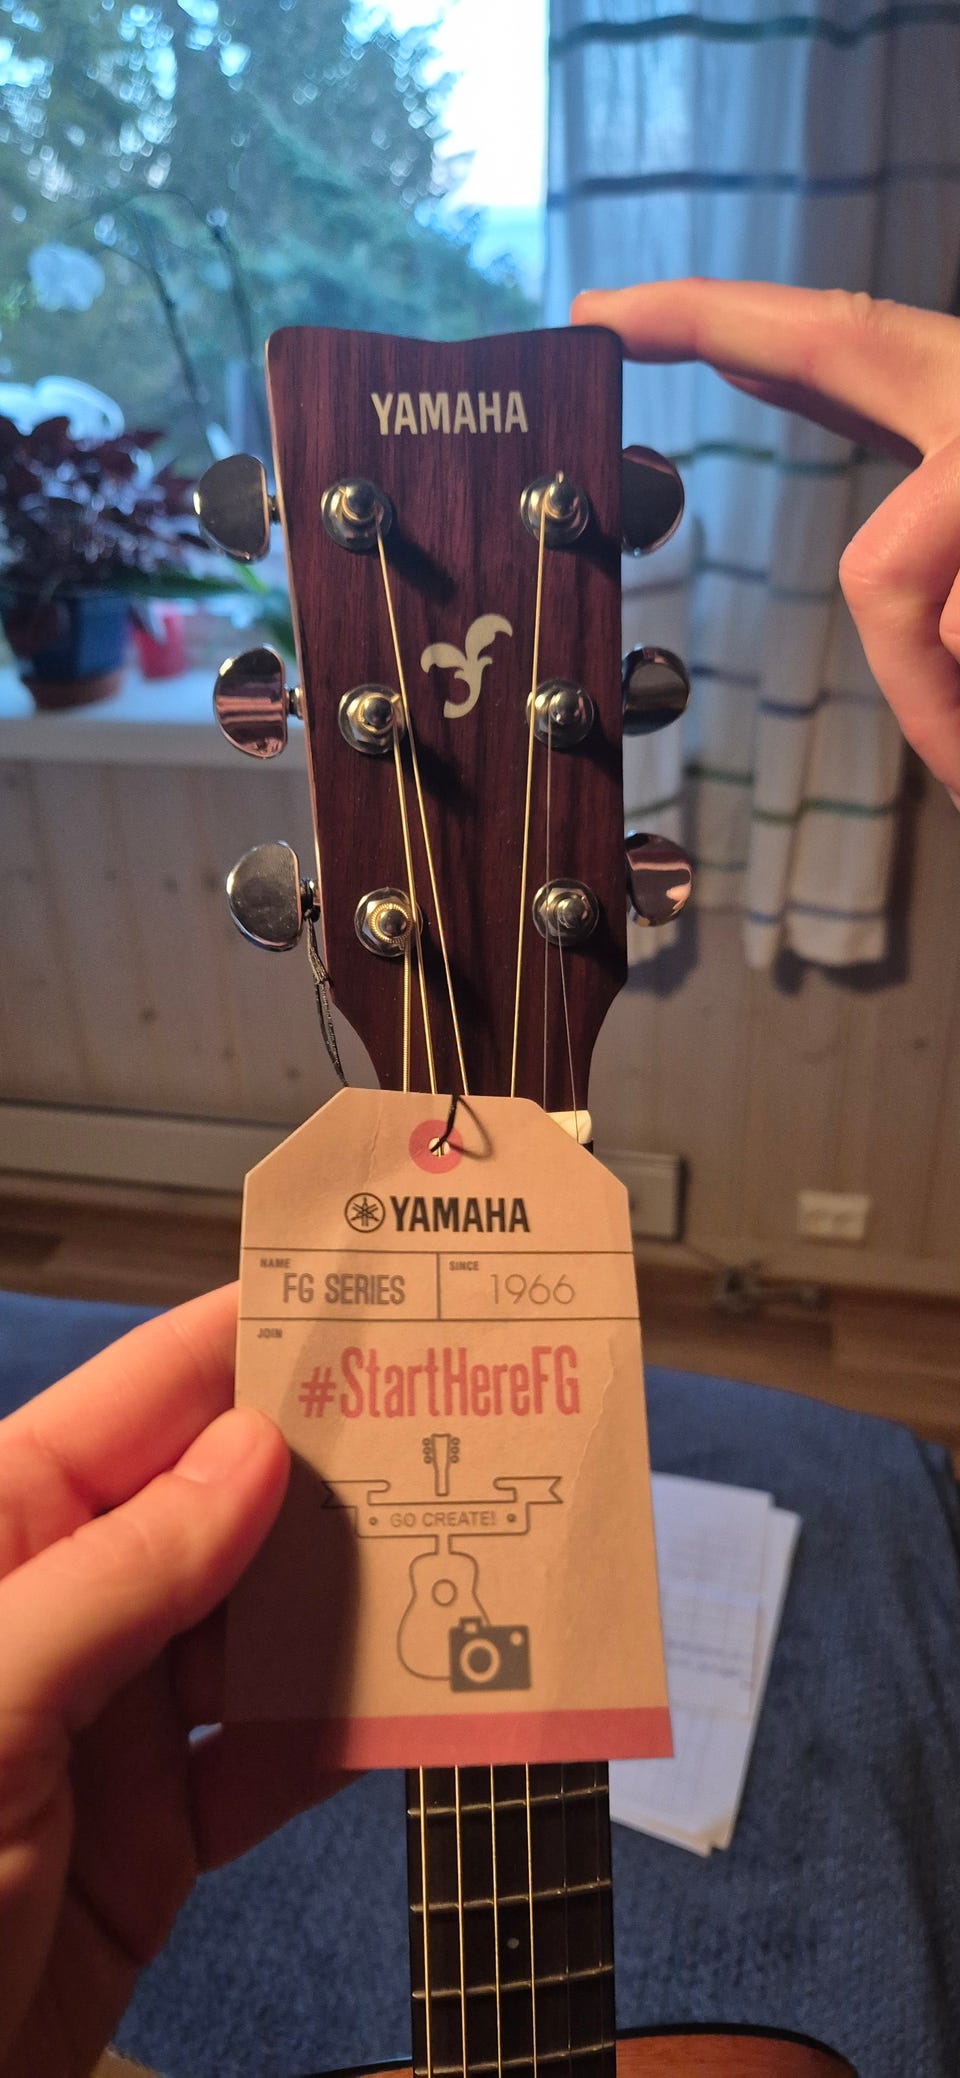 YAMAHA
YAMAHA
NAME
FG SERIES
SINCE
1966
JOIN
#StartHereFG
GO CREATE!